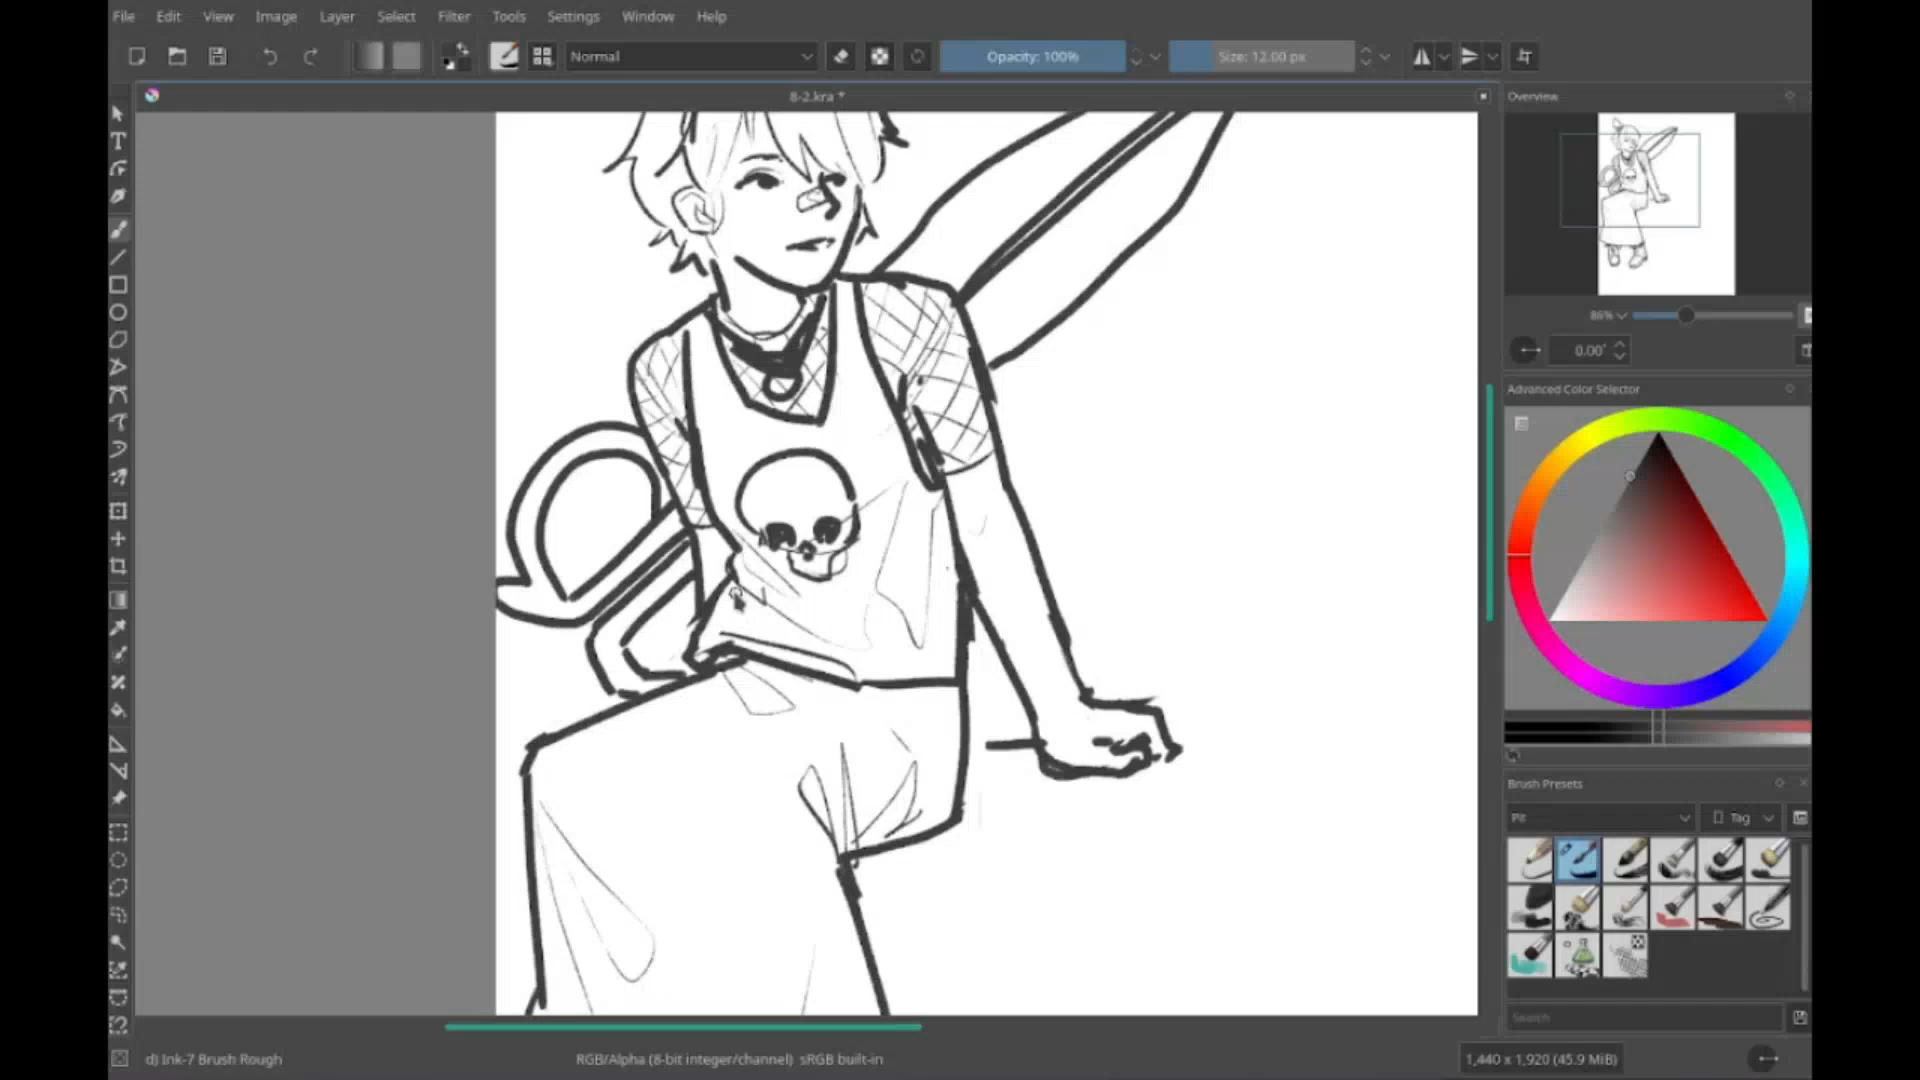 File Edit View Image Layer Select Filter Tools Settings Window Help
Normal Opacity: 100% Size: 12.00 px
8-2.kra *
Overview
86%
0.00°
Advanced Color Selector
Brush Presets
Tag
Search
d) Ink-7 Brush Rough RGB/Alpha (8-bit integer/channel) sRGB built-in 1,440 x 1,920 (45.9 MiB)